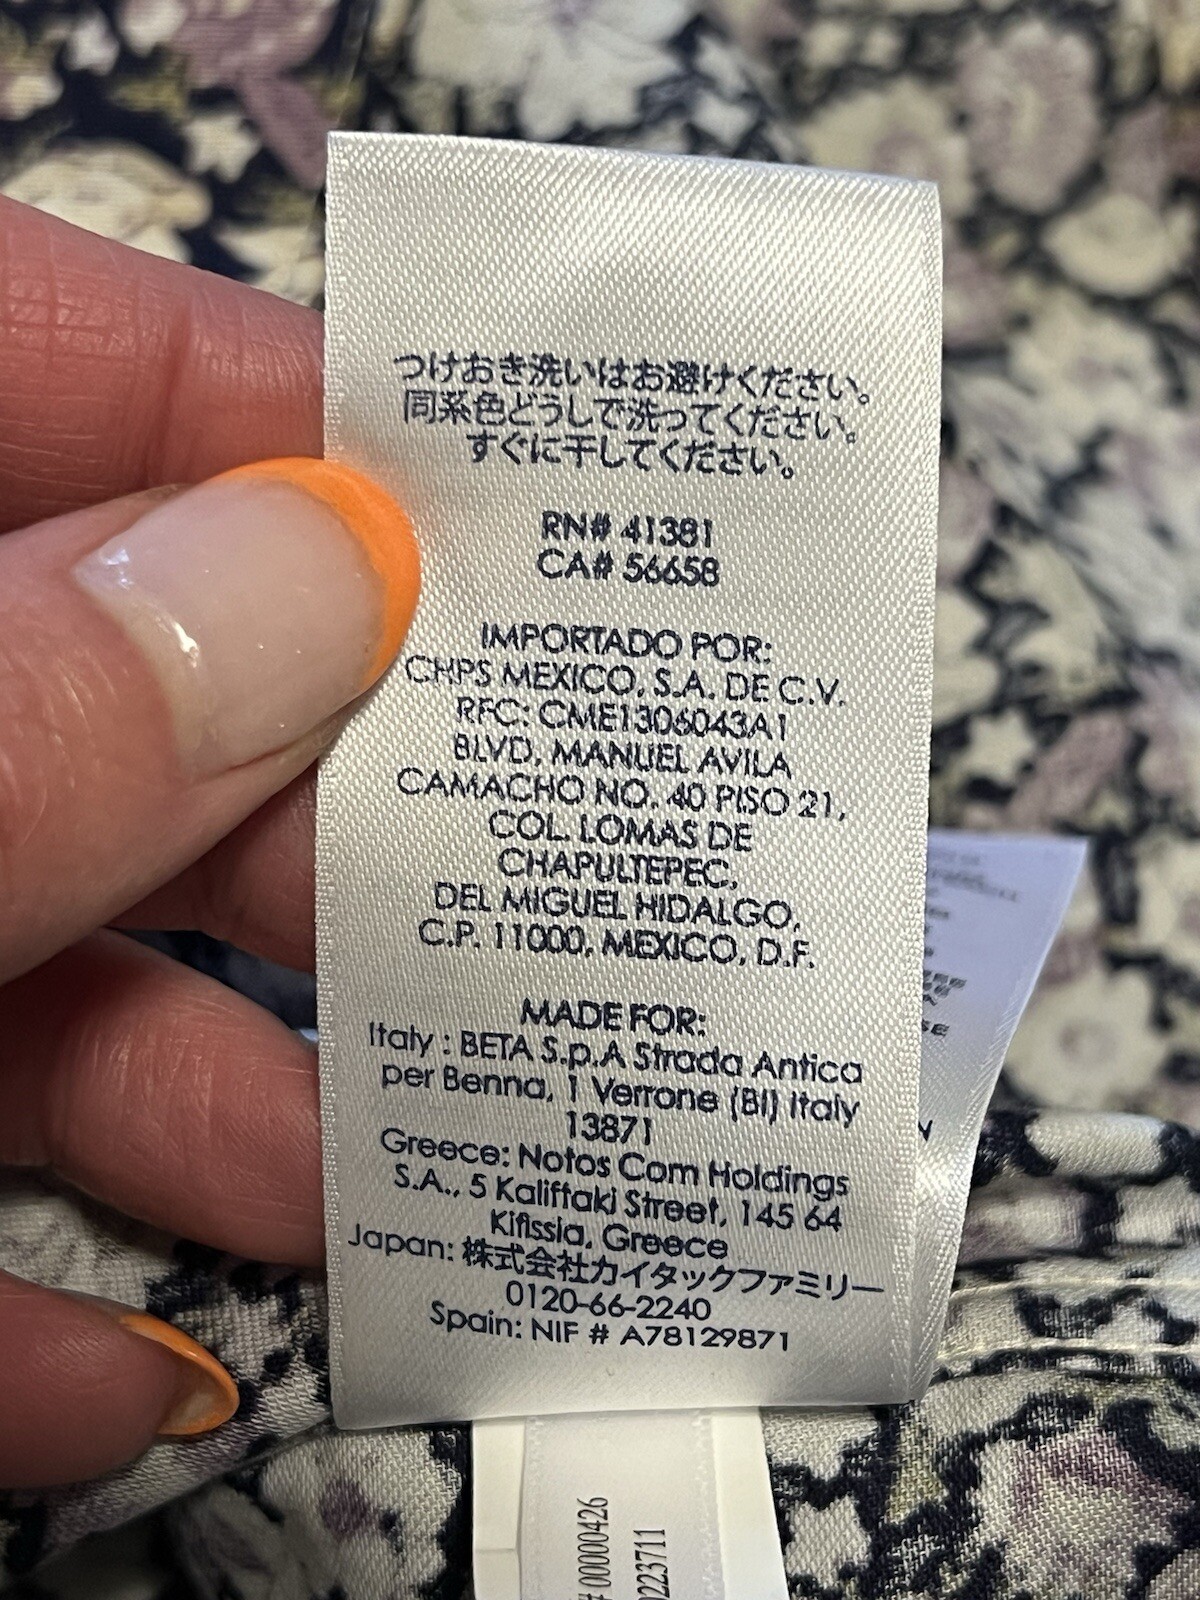 つけおき洗いはお避けください。
同系色どうしで洗ってください。
すぐに干してください。
RN# 41381
CA# 56658
IMPORTADO POR:
CHPS MEXICO, S.A. DE C.V.
RFC: CME1306043A1
BLVD. MANUEL AVILA
CAMACHO NO. 40 PISO 21,
COL. LOMAS DE
CHAPULTEPEC,
DEL MIGUEL HIDALGO,
C.P. 11000, MEXICO, D.F.
MADE FOR:
Italy : BETA S.p.A Strada Antica
per Benna, 1 Verrone (BI) Italy
13871
Greece: Notos Com Holdings
S.A., 5 Kaliftaki Street, 145 64
Kifissia, Greece
Japan: 株式会社カイタックファミリー
0120-66-2240
Spain: NIF # A78129871
# 00000426
0223711